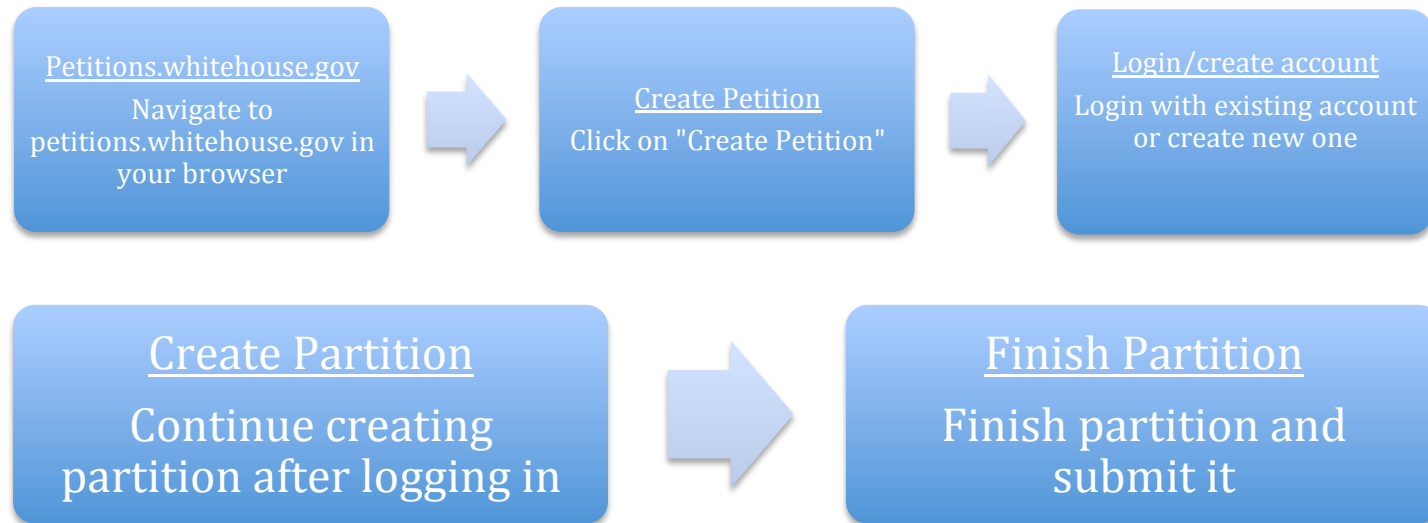 Petitions.whitehouse.gov
Navigate to
petitions.whitehouse.gov in
your browser
Create Petition
Click on "Create Petition"
Login/create account
Login with existing account
or create new one
Create Partition
Continue creating
partition after logging in
Finish Partition
Finish partition and
submit it